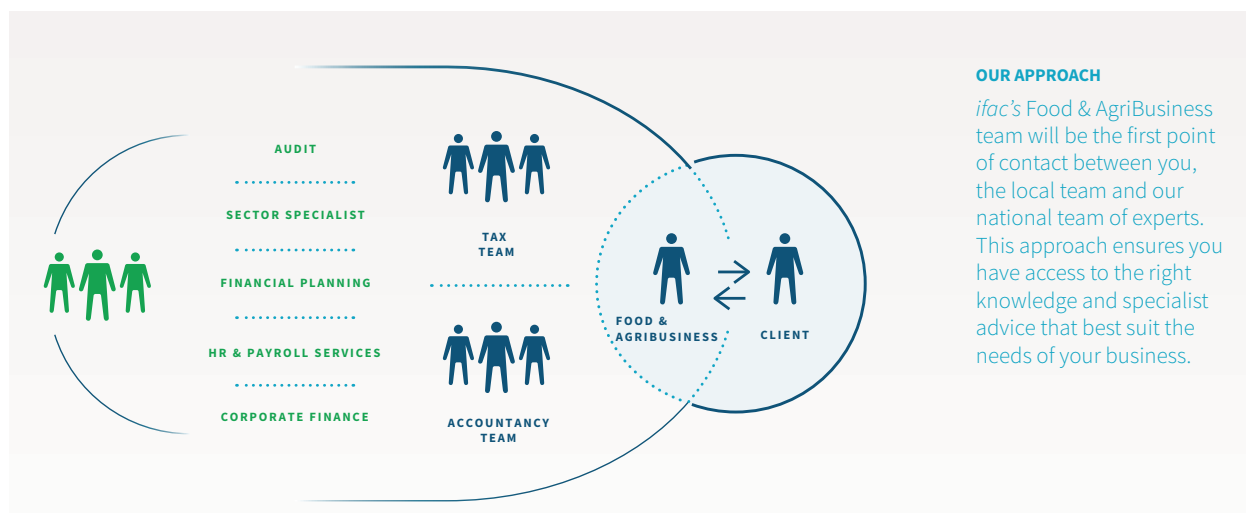 AUDIT
SECTOR SPECIALIST
FINANCIAL PLANNING
HR & PAYROLL SERVICES
CORPORATE FINANCE
TAX
TEAM
ACCOUNTANCY
TEAM
FOOD &
AGRIBUSINESS
CLIENT
OUR APPROACH
ifac’s Food & AgriBusiness
team will be the first point
of contact between you,
the local team and our
national team of experts.
This approach ensures you
have access to the right
knowledge and specialist
advice that best suit the
needs of your business.